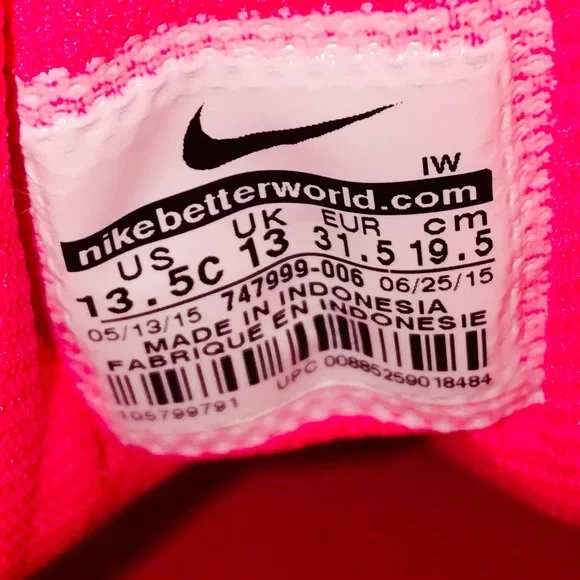 IW
nikebetterworld.com
US UK EUR cm
13.5C 13 31.5 19.5
05/13/15 747999-006 06/25/15
MADE IN INDONESIA
FABRIQUE EN INDONESIE
105799791 UPC 00885259018484